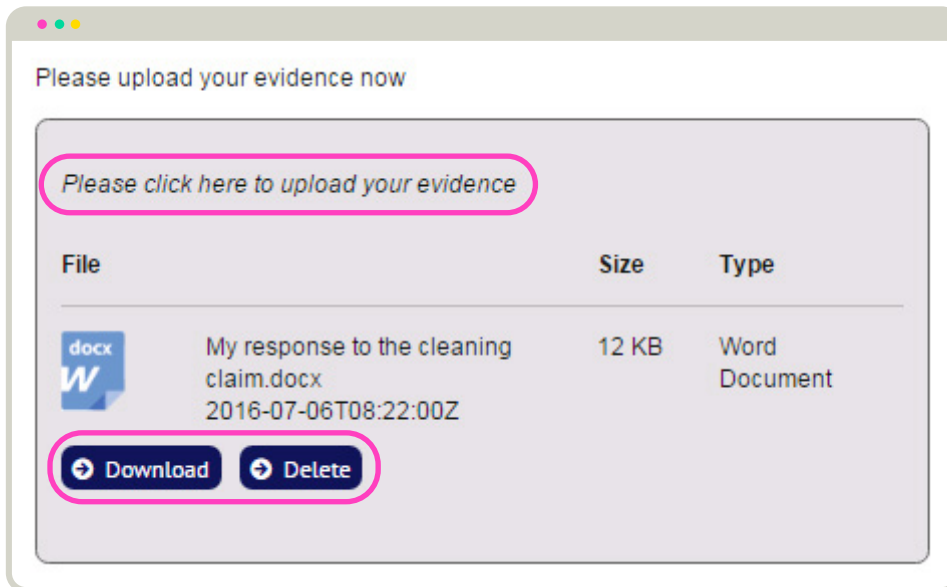 Please upload your evidence now
Please click here to upload your evidence
File Size Type
docx
W
My response to the cleaning 12 KB Word
claim.docx Document
2016-07-06T08:22:00Z
Download Delete